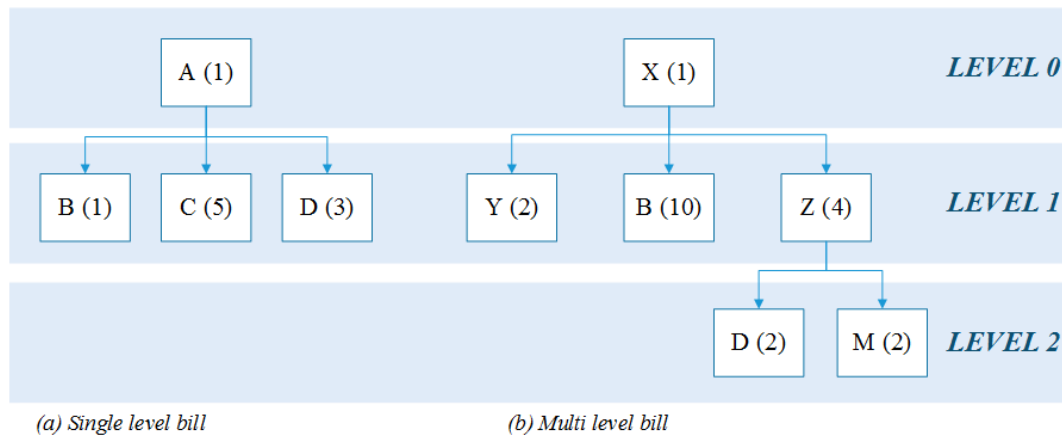 A (1)
X (1)
LEVEL 0
B (1)
C (5)
D (3)
Y (2)
B (10)
Z (4)
LEVEL 1
D (2)
M (2)
LEVEL 2
(a) Single level bill
(b) Multi level bill